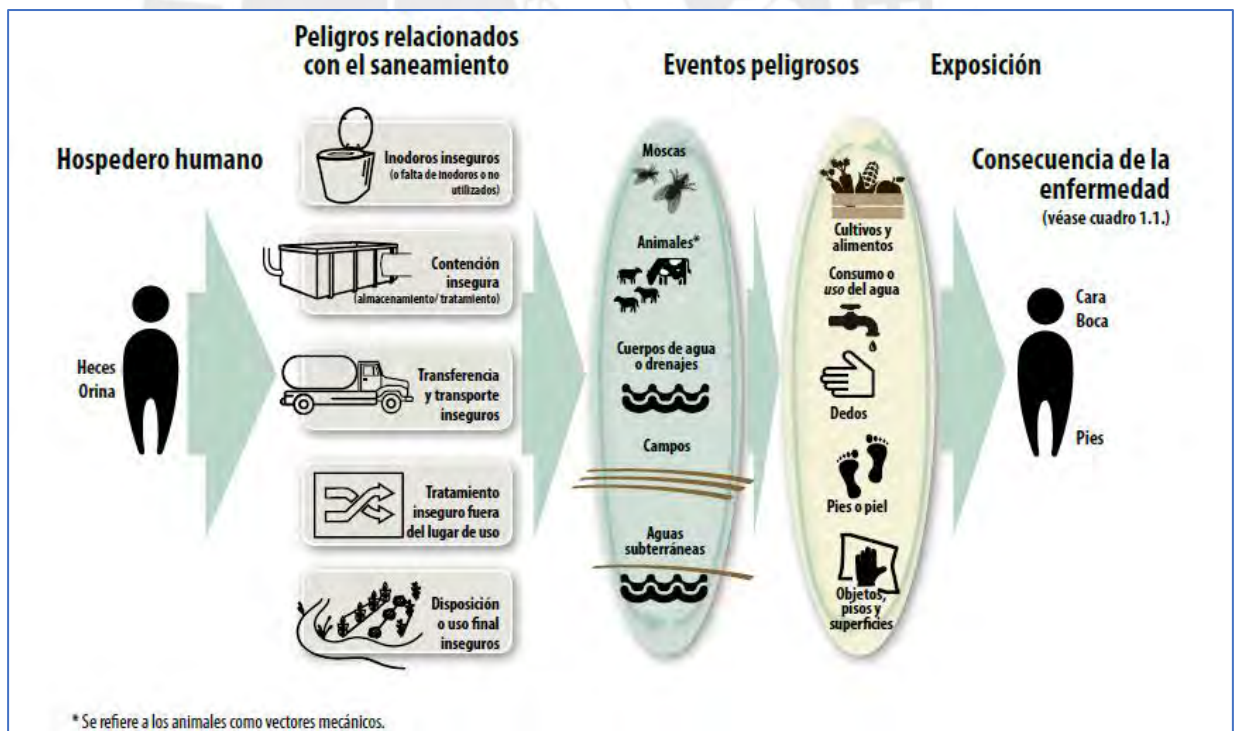 Peligros relacionados
con el saneamiento
Eventos peligrosos
Exposición
Hospedero humano
Consecuencia de la
enfermedad
(véase cuadro 1.1.)
Heces
Orina
Inodoros inseguros
(o falta de inodoros o no
utilizados)
Contención
insegura
(almacenamiento/ tratamiento)
Transferencia
y transporte
inseguros
Tratamiento
inseguro fuera
del lugar de uso
Disposición
o uso final
inseguros
Moscas
Animales*
Cuerpos de agua
o drenajes
Campos
Aguas
subterráneas
Cultivos y
alimentos
Consumo o
uso del agua
Dedos
Pies o piel
Objetos,
pisos y
superficies
Cara
Boca
Pies
* Se refiere a los animales como vectores mecánicos.